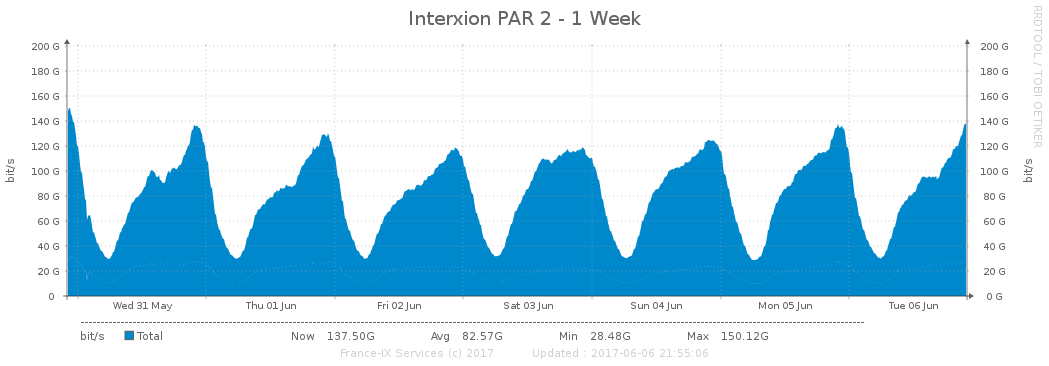 Interxion PAR 2 - 1 Week
RRDTOOL / TOBI OETIKER
bit/s
200 G 200 G
180 G 180 G
160 G 160 G
140 G 140 G
120 G 120 G
100 G 100 G
80 G 80 G
60 G 60 G
40 G 40 G
20 G 20 G
0 0 G
bit/s
Wed 31 May Thu 01 Jun Fri 02 Jun Sat 03 Jun Sun 04 Jun Mon 05 Jun Tue 06 Jun
bit/s Total Now 137.50G Avg 82.57G Min 28.48G Max 150.12G
France-IX Services (c) 2017 Updated : 2017-06-06 21:55:06